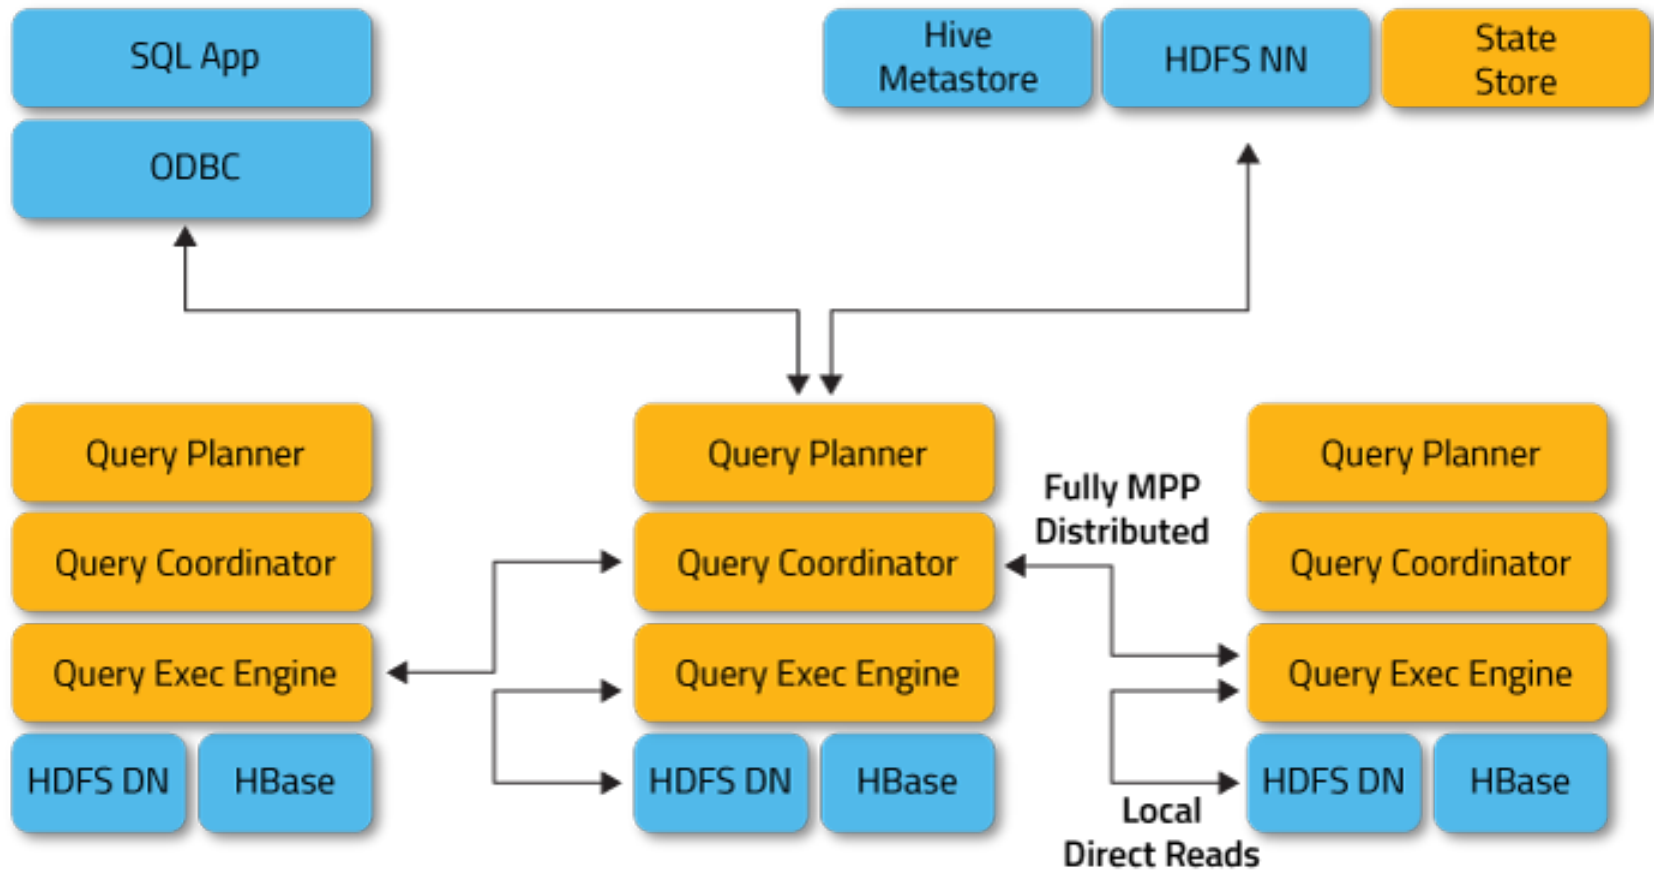 SQL App
ODBC
Hive
Metastore
HDFS NN
State
Store
Query Planner
Query Coordinator
Query Exec Engine
HDFS DN
HBase
Query Planner
Query Coordinator
Query Exec Engine
HDFS DN
HBase
Fully MPP
Distributed
Local
Direct Reads
Query Planner
Query Coordinator
Query Exec Engine
HDFS DN
HBase